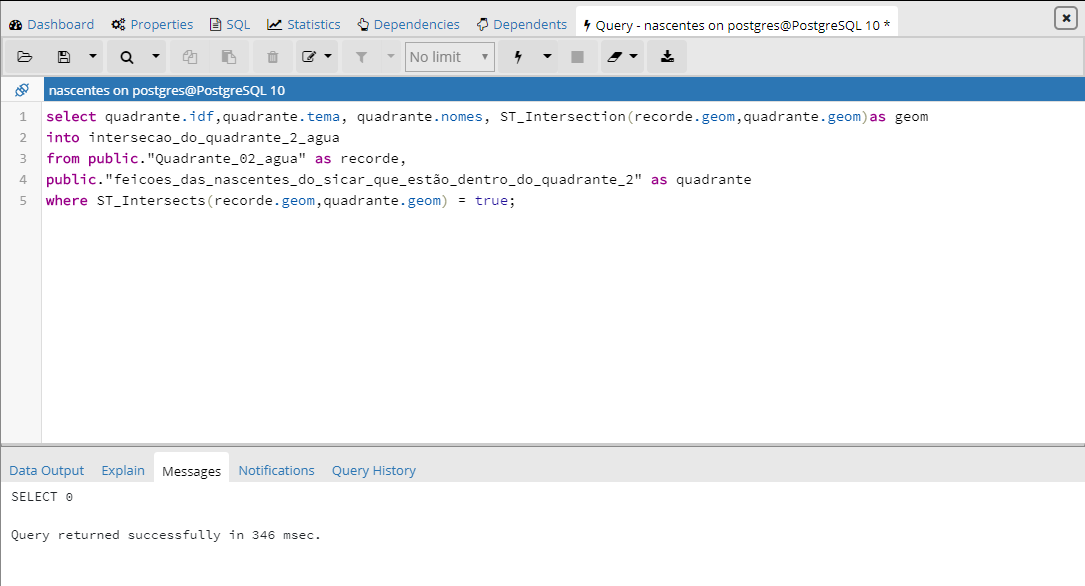 Dashboard Properties SQL Statistics Dependencies Dependents Query - nascentes on postgres@PostgreSQL 10 *
No limit
nascentes on postgres@PostgreSQL 10
1 select quadrante.idf,quadrante.tema, quadrante.nomes, ST_Intersection(recorde.geom,quadrante.geom)as geom
2 into intersecao_do_quadrante_2_agua
3 from public."Quadrante_02_agua" as recorde,
4 public."feicoes_das_nascentes_do_sicar_que_estão_dentro_do_quadrante_2" as quadrante
5 where ST_Intersects(recorde.geom,quadrante.geom) = true;
Data Output Explain Messages Notifications Query History
SELECT 0
Query returned successfully in 346 msec.